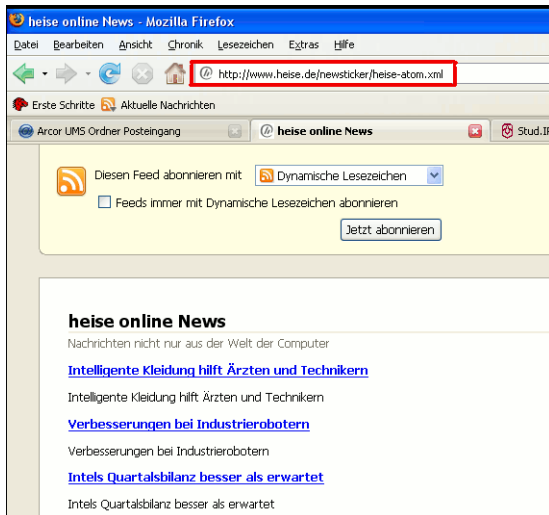 heise online News - Mozilla Firefox
Datei Bearbeiten Ansicht Chronik Lesezeichen Extras Hilfe
http://www.heise.de/newsticker/heise-atom.xml
Erste Schritte Aktuelle Nachrichten
Arcor UMS Ordner Posteingang heise online News Stud.IP
Diesen Feed abonnieren mit Dynamische Lesezeichen
Feeds immer mit Dynamische Lesezeichen abonnieren
Jetzt abonnieren
heise online News
Nachrichten nicht nur aus der Welt der Computer
Intelligente Kleidung hilft Ärzten und Technikern
Intelligente Kleidung hilft Ärzten und Technikern
Verbesserungen bei Industrierobotern
Verbesserungen bei Industrierobotern
Intels Quartalsbilanz besser als erwartet
Intels Quartalsbilanz besser als erwartet